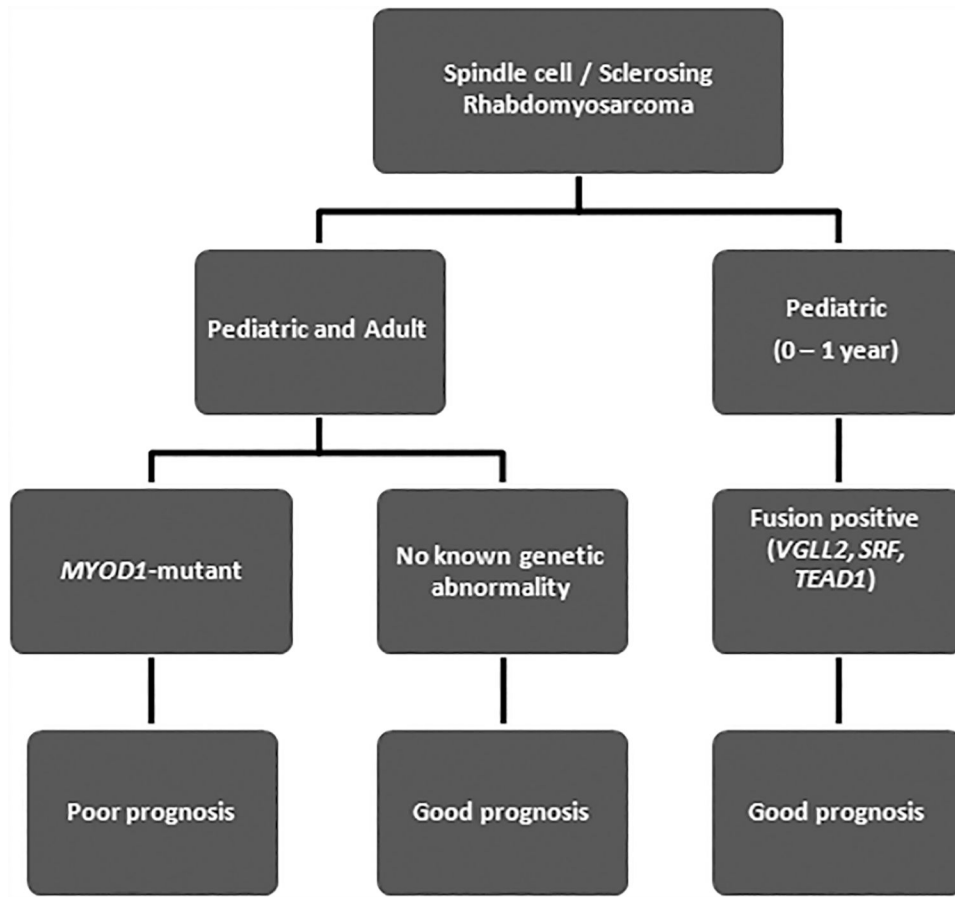 Spindle cell / Sclerosing
Rhabdomyosarcoma
Pediatric and Adult
Pediatric
(0 – 1 year)
MYOD1-mutant
No known genetic
abnormality
Fusion positive
(VGLL2, SRF,
TEAD1)
Poor prognosis
Good prognosis
Good prognosis